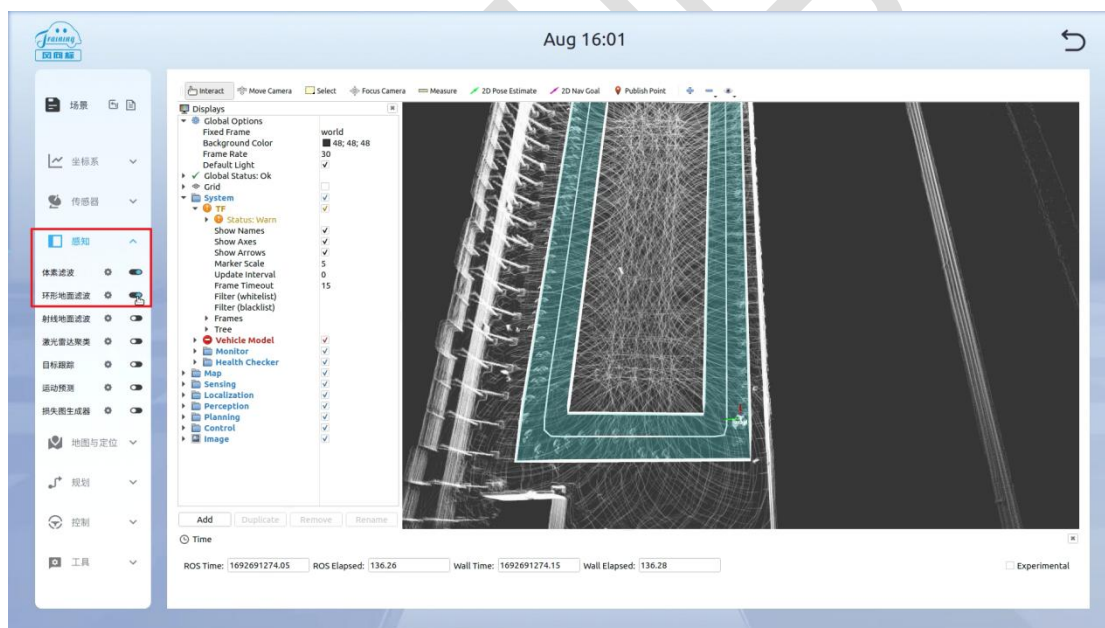 Training
Aug 16:01
场景
坐标系
传感器
感知
体素滤波
环形地面滤波
射线地面滤波
激光雷达聚类
目标跟踪
运动预测
损失图生成器
地图与定位
规划
控制
工具
Interact Move Camera Select Focus Camera Measure 2D Pose Estimate 2D Nav Goal Publish Point
Displays
Global Options
Fixed Frame world
Background Color 48; 48; 48
Frame Rate 30
Default Light
Global Status: Ok
Grid
System
TF
Status: Warn
Show Names
Show Axes
Show Arrows
Marker Scale 5
Update Interval 0
Frame Timeout 15
Filter (whitelist)
Filter (blacklist)
Frames
Tree
Vehicle Model
Monitor
Health Checker
Map
Sensing
Localization
Perception
Planning
Control
Image
Add Duplicate Remove Rename
Time
ROS Time: 1692691274.05 ROS Elapsed: 136.26 Wall Time: 1692691274.15 Wall Elapsed: 136.28 Experimental